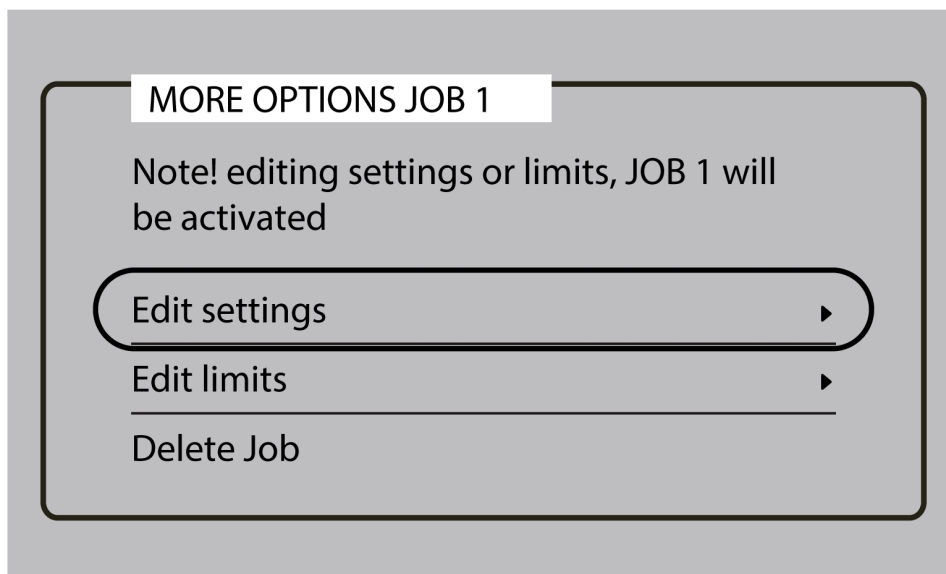 MORE OPTIONS JOB 1
Note! editing settings or limits, JOB 1 will
be activated
Edit settings
Edit limits
Delete Job